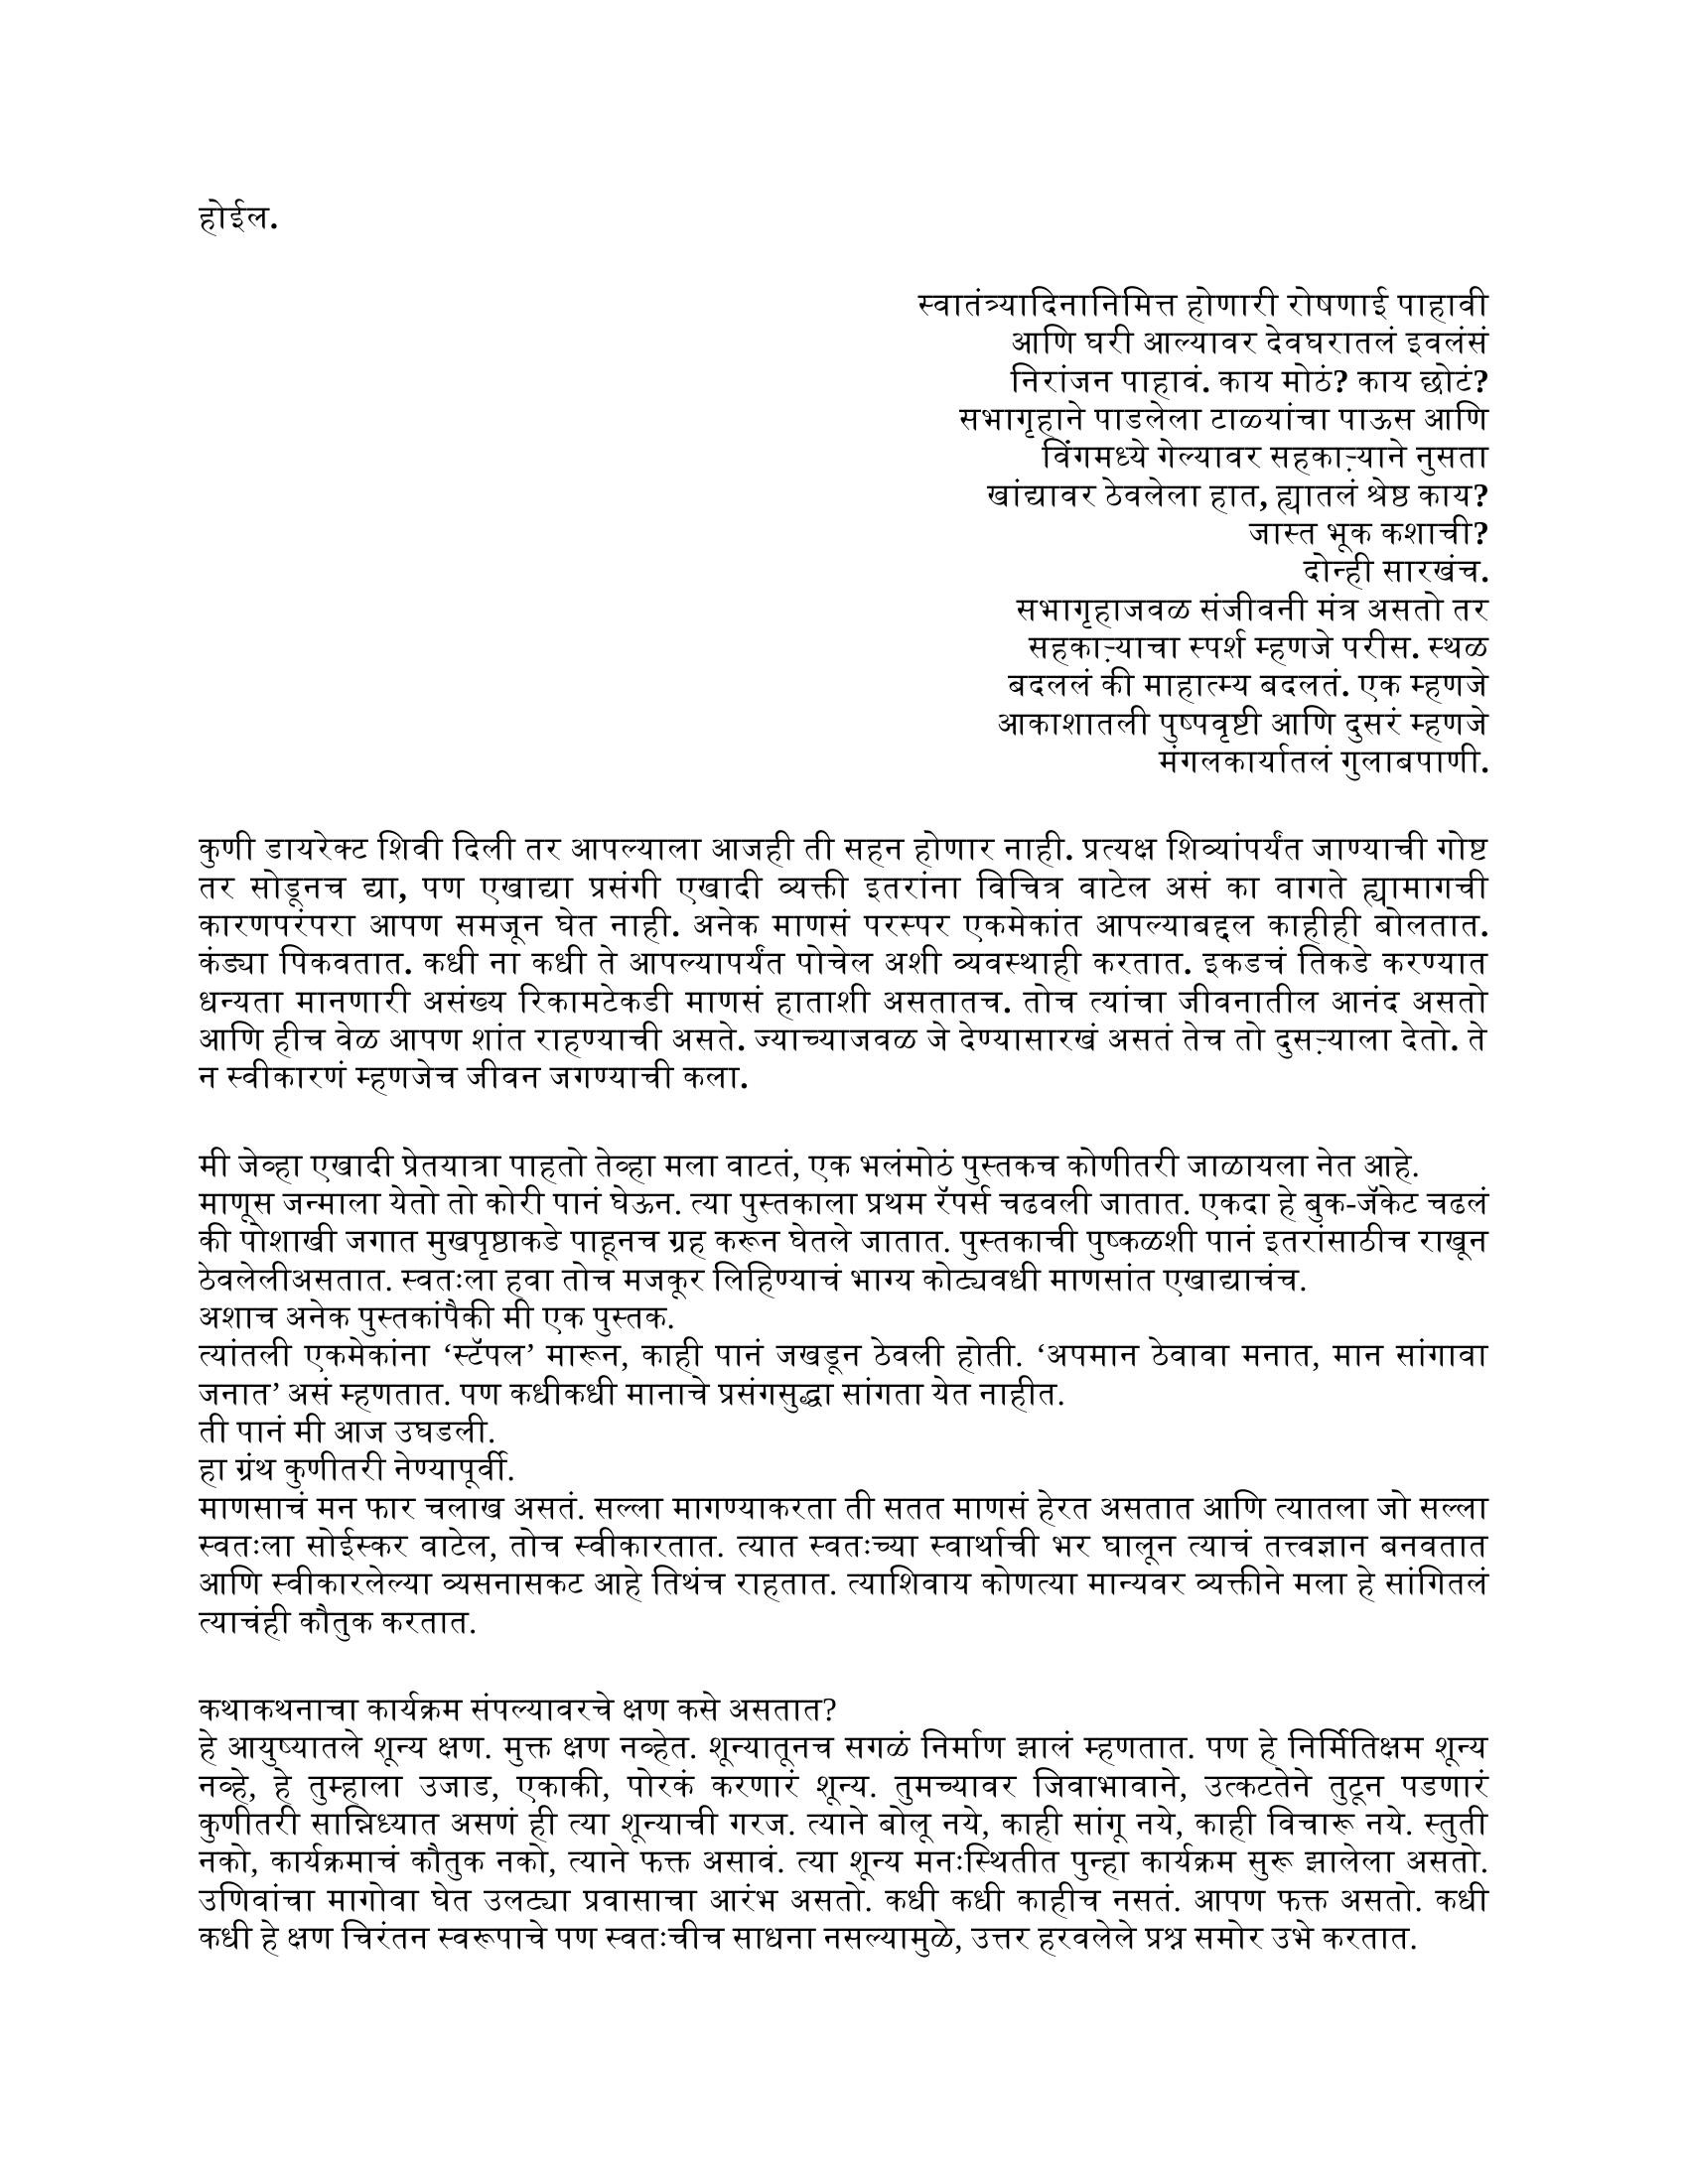 होईल.
स्वातंत्र्यादिनानिमित्त होणारी रोषणाई पाहावी
आणि घरी आल्यावर देवघरातलं इवलंसं
निरांजन पाहावं. काय मोठं? काय छोटं?
सभागृहाने पाडलेला टाळ्यांचा पाऊस आणि
विंगमध्ये गेल्यावर सहकाऱ्याने नुसता
खांद्यावर ठेवलेला हात, ह्यातलं श्रेष्ठ काय?
जास्त भूक कशाची?
दोन्ही सारखंच.
सभागृहाजवळ संजीवनी मंत्र असतो तर
सहकाऱ्याचा स्पर्श म्हणजे परीस. स्थळ
बदललं की माहात्म्य बदलतं. एक म्हणजे
आकाशातली पुष्पवृष्टी आणि दुसरं म्हणजे
मंगलकार्यातलं गुलाबपाणी.
कुणी डायरेक्ट शिवी दिली तर आपल्याला आजही ती सहन होणार नाही. प्रत्यक्ष शिव्यांपर्यंत जाण्याची गोष्ट
तर सोडूनच द्या, पण एखाद्या प्रसंगी एखादी व्यक्ती इतरांना विचित्र वाटेल असं का वागते ह्यामागची
कारणपरंपरा आपण समजून घेत नाही. अनेक माणसं परस्पर एकमेकांत आपल्याबद्दल काहीही बोलतात.
कंड्या पिकवतात. कधी ना कधी ते आपल्यापर्यंत पोचेल अशी व्यवस्थाही करतात. इकडचं तिकडे करण्यात
धन्यता मानणारी असंख्य रिकामटेकडी माणसं हाताशी असतातच. तोच त्यांचा जीवनातील आनंद असतो
आणि हीच वेळ आपण शांत राहण्याची असते. ज्याच्याजवळ जे देण्यासारखं असतं तेच तो दुसऱ्याला देतो. ते
न स्वीकारणं म्हणजेच जीवन जगण्याची कला.
मी जेव्हा एखादी प्रेतयात्रा पाहतो तेव्हा मला वाटतं, एक भलंमोठं पुस्तकच कोणीतरी जाळायला नेत आहे.
माणूस जन्माला येतो तो कोरी पानं घेऊन. त्या पुस्तकाला प्रथम रॅपर्स चढवली जातात. एकदा हे बुक-जॅकेट चढलं
की पोशाखी जगात मुखपृष्ठाकडे पाहूनच ग्रह करून घेतले जातात. पुस्तकाची पुष्कळशी पानं इतरांसाठीच राखून
ठेवलेलीअसतात. स्वतःला हवा तोच मजकूर लिहिण्याचं भाग्य कोट्यवधी माणसांत एखाद्याचंच.
अशाच अनेक पुस्तकांपैकी मी एक पुस्तक.
त्यांतली एकमेकांना ‘स्टॅपल’ मारून, काही पानं जखडून ठेवली होती. ‘अपमान ठेवावा मनात, मान सांगावा
जनात’ असं म्हणतात. पण कधीकधी मानाचे प्रसंगसुद्धा सांगता येत नाहीत.
ती पानं मी आज उघडली.
हा ग्रंथ कुणीतरी नेण्यापूर्वी.
माणसाचं मन फार चलाख असतं. सल्ला मागण्याकरता ती सतत माणसं हेरत असतात आणि त्यातला जो सल्ला
स्वतःला सोईस्कर वाटेल, तोच स्वीकारतात. त्यात स्वतःच्या स्वार्थाची भर घालून त्याचं तत्त्वज्ञान बनवतात
आणि स्वीकारलेल्या व्यसनासकट आहे तिथंच राहतात. त्याशिवाय कोणत्या मान्यवर व्यक्तीने मला हे सांगितलं
त्याचंही कौतुक करतात.
कथाकथनाचा कार्यक्रम संपल्यावरचे क्षण कसे असतात?
हे आयुष्यातले शून्य क्षण. मुक्त क्षण नव्हेत. शून्यातूनच सगळं निर्माण झालं म्हणतात. पण हे निर्मितिक्षम शून्य
नव्हे, हे तुम्हाला उजाड, एकाकी, पोरकं करणारं शून्य. तुमच्यावर जिवाभावाने, उत्कटतेने तुटून पडणारं
कुणीतरी सान्निध्यात असणं ही त्या शून्याची गरज. त्याने बोलू नये, काही सांगू नये, काही विचारू नये. स्तुती
नको, कार्यक्रमाचं कौतुक नको, त्याने फक्त असावं. त्या शून्य मनःस्थितीत पुन्हा कार्यक्रम सुरू झालेला असतो.
उणिवांचा मागोवा घेत उलट्या प्रवासाचा आरंभ असतो. कधी कधी काहीच नसतं. आपण फक्त असतो. कधी
कधी हे क्षण चिरंतन स्वरूपाचे पण स्वतःचीच साधना नसल्यामुळे, उत्तर हरवलेले प्रश्न समोर उभे करतात.